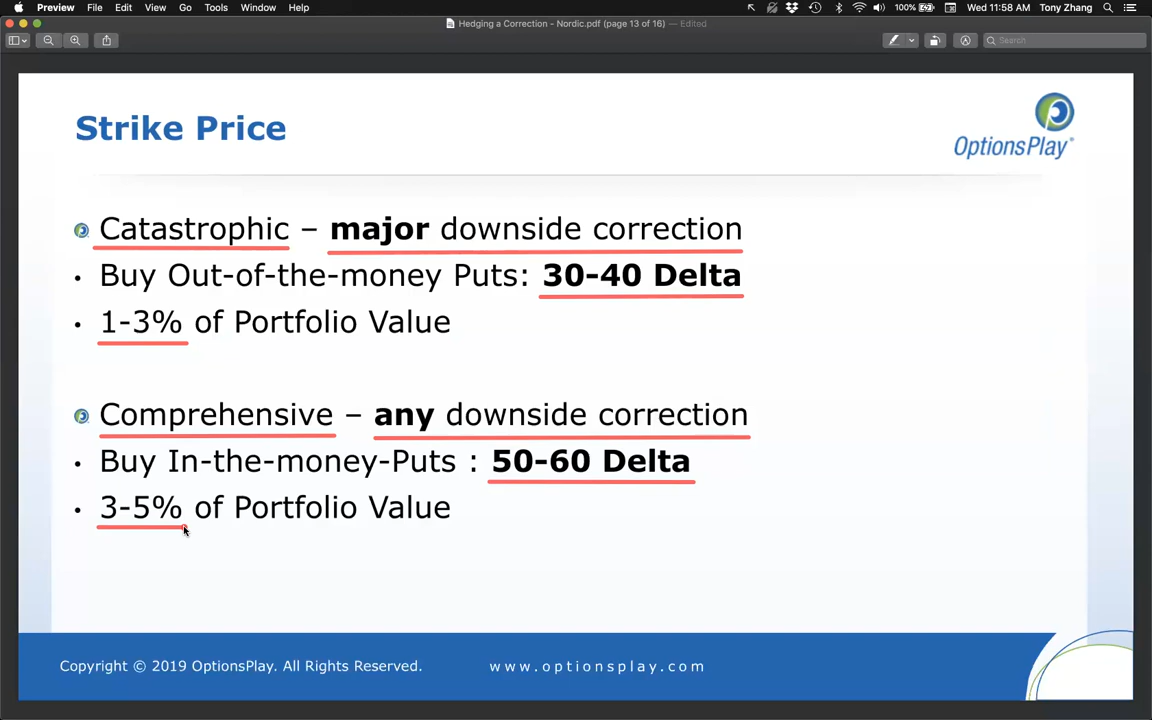 Preview File Edit View Go Tools Window Help 100% Wed 11:58 AM Tony Zhang
Hedging a Correction - Nordic.pdf (page 13 of 16) — Edited
Search
Strike Price
OptionsPlay
Catastrophic – major downside correction
• Buy Out-of-the-money Puts: 30-40 Delta
• 1-3% of Portfolio Value
Comprehensive – any downside correction
• Buy In-the-money-Puts : 50-60 Delta
• 3-5% of Portfolio Value
Copyright © 2019 OptionsPlay. All Rights Reserved. www.optionsplay.com